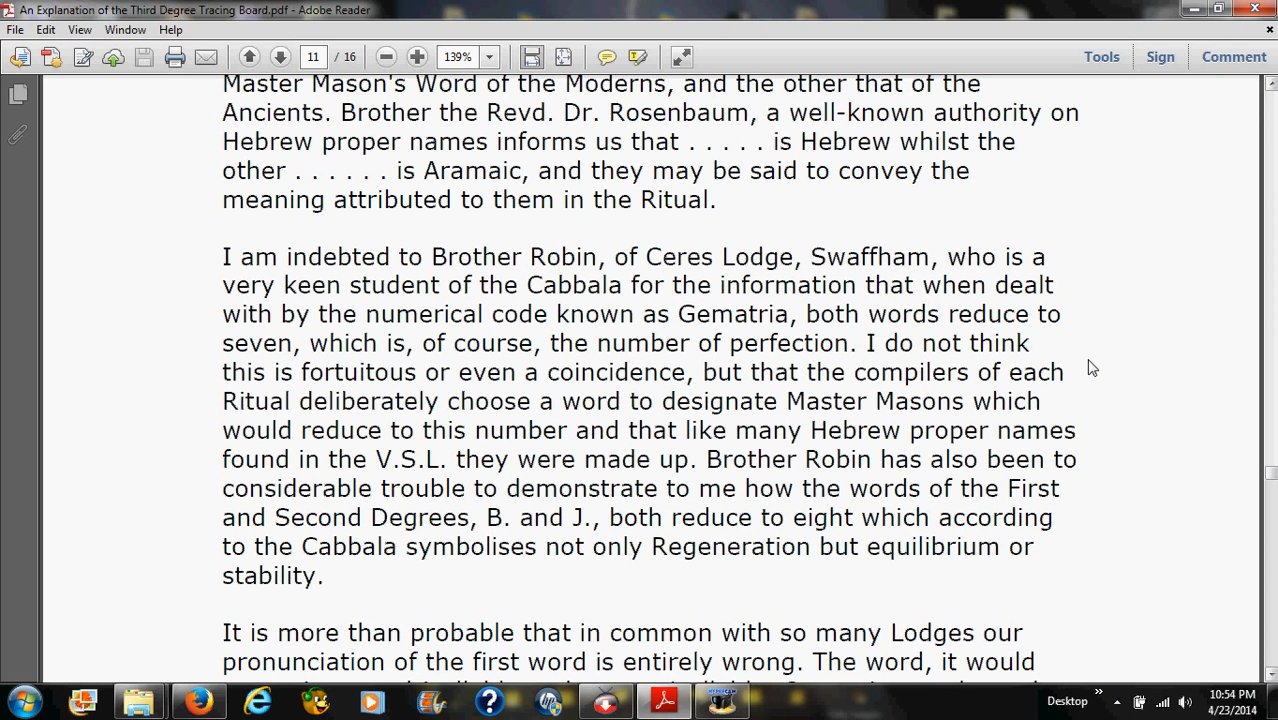 An Explanation of the Third Degree Tracing Board.pdf - Adobe Reader
File Edit View Window Help
11 / 16 139% Tools Sign Comment
Master Mason's Word of the Moderns, and the other that of the
Ancients. Brother the Revd. Dr. Rosenbaum, a well-known authority on
Hebrew proper names informs us that . . . . . is Hebrew whilst the
other . . . . . . is Aramaic, and they may be said to convey the
meaning attributed to them in the Ritual.
I am indebted to Brother Robin, of Ceres Lodge, Swaffham, who is a
very keen student of the Cabbala for the information that when dealt
with by the numerical code known as Gematria, both words reduce to
seven, which is, of course, the number of perfection. I do not think
this is fortuitous or even a coincidence, but that the compilers of each
Ritual deliberately choose a word to designate Master Masons which
would reduce to this number and that like many Hebrew proper names
found in the V.S.L. they were made up. Brother Robin has also been to
considerable trouble to demonstrate to me how the words of the First
and Second Degrees, B. and J., both reduce to eight which according
to the Cabbala symbolises not only Regeneration but equilibrium or
stability.
It is more than probable that in common with so many Lodges our
pronunciation of the first word is entirely wrong. The word, it would
Desktop 10:54 PM
4/23/2014